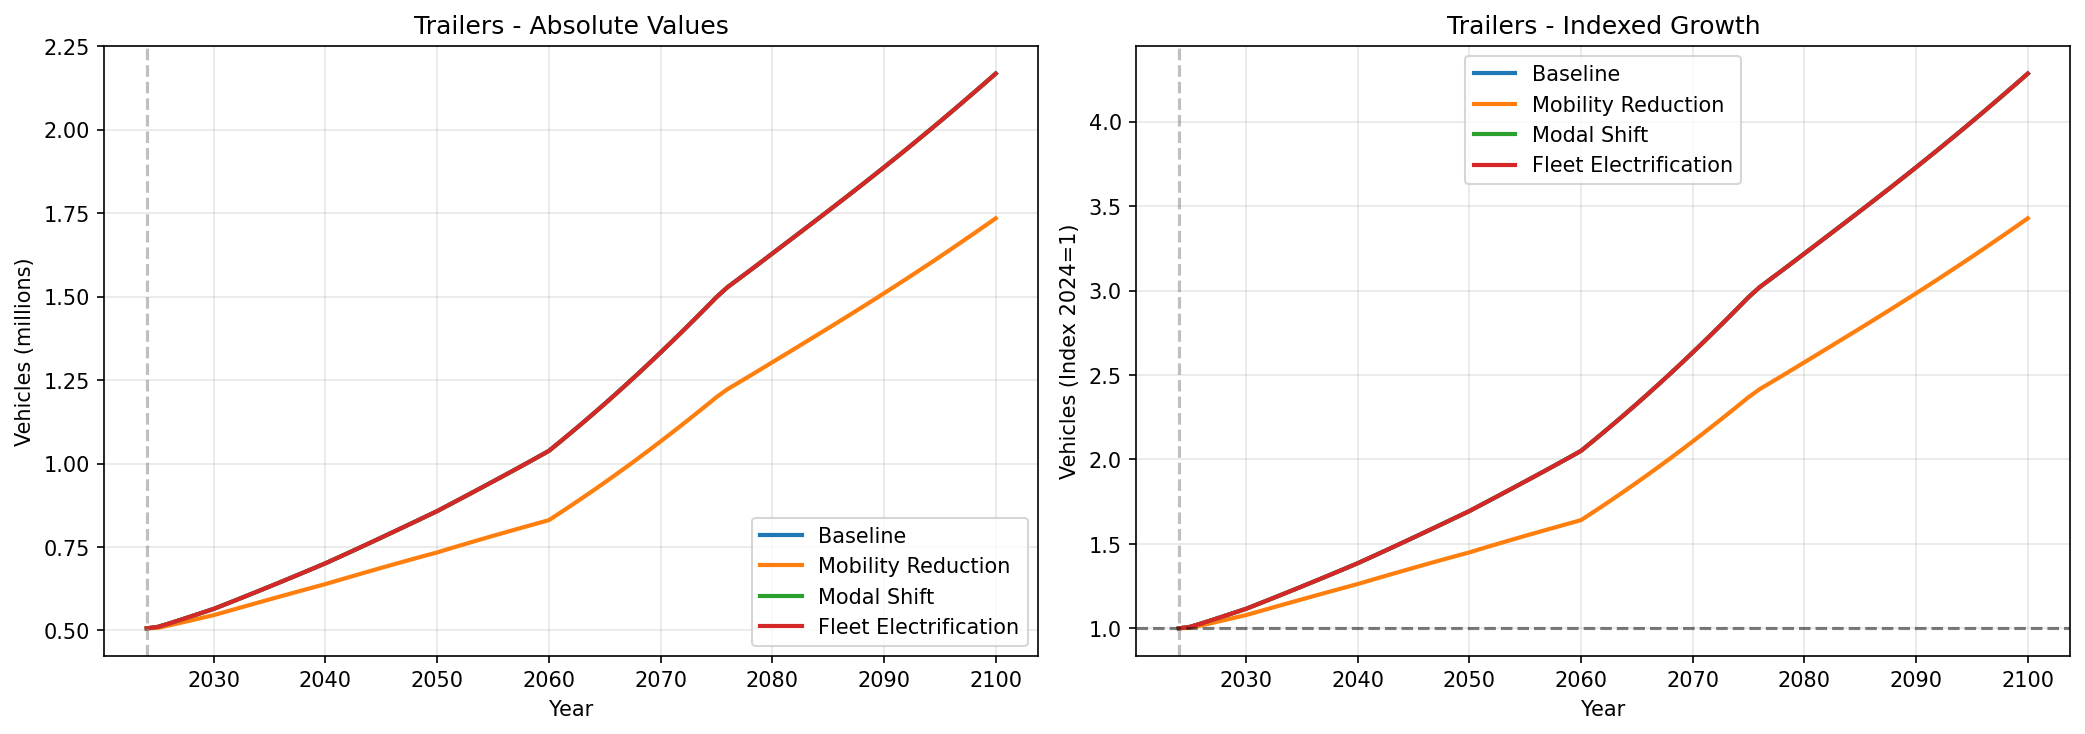 Trailers - Absolute Values
Vehicles (millions)
2.25
2.00
1.75
1.50
1.25
1.00
0.75
0.50
Baseline
Mobility Reduction
Modal Shift
Fleet Electrification
2030 2040 2050 2060 2070 2080 2090 2100
Year
Trailers - Indexed Growth
Vehicles (Index 2024=1)
4.0
3.5
3.0
2.5
2.0
1.5
1.0
Baseline
Mobility Reduction
Modal Shift
Fleet Electrification
2030 2040 2050 2060 2070 2080 2090 2100
Year